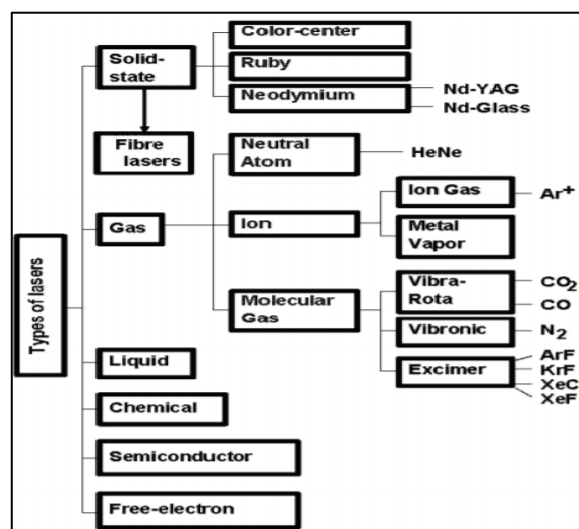 Types of lasers
Solid-
state
Color-center
Ruby
Neodymium
Nd-YAG
Nd-Glass
Fibre
lasers
Gas
Neutral
Atom
HeNe
Ion
Ion Gas
Ar+
Metal
Vapor
Molecular
Gas
Vibra-
Rota
CO2
CO
Vibronic
N2
Excimer
ArF
KrF
XeC
XeF
Liquid
Chemical
Semiconductor
Free-electron